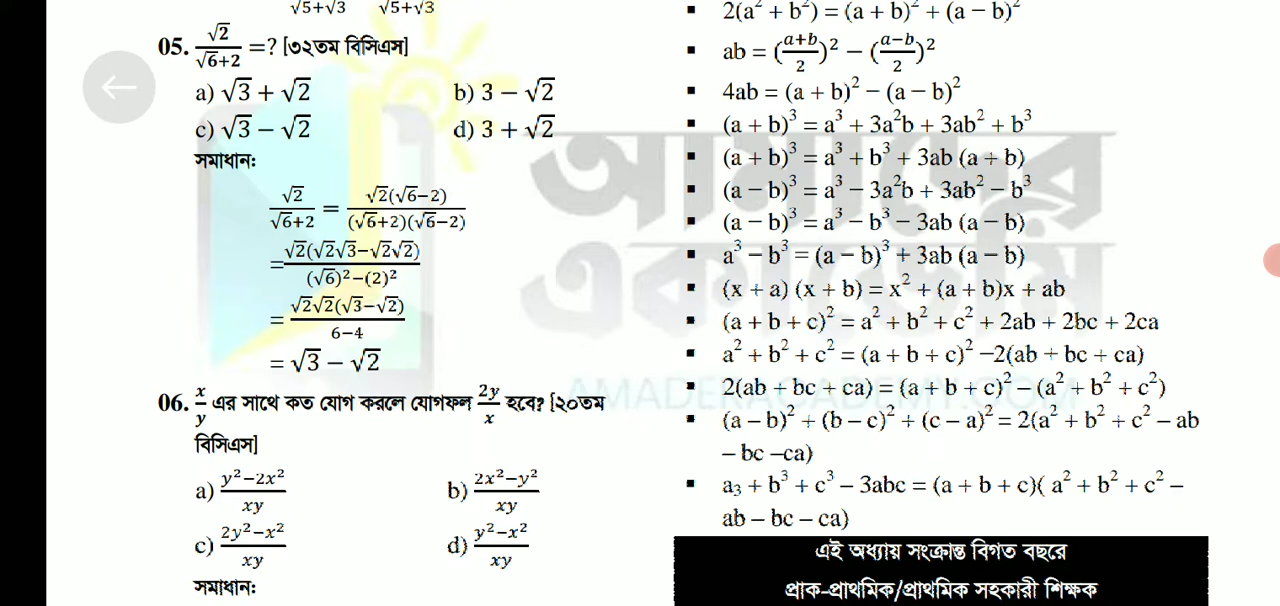 √5+√3 √5+√3
05. √2/(√6+2) =? [৩২তম বিসিএস]
a) √3 + √2 b) 3 − √2
c) √3 − √2 d) 3 + √2
সমাধান:
√2/(√6+2) = √2(√6−2)/((√6+2)(√6−2))
= √2(√2√3−√2√2)/((√6)²−(2)²)
= √2√2(√3−√2)/(6−4)
= √3 − √2
06. x/y এর সাথে কত যোগ করলে যোগফল 2y/x হবে? [২০তম
বিসিএস]
a) (y²−2x²)/xy b) (2x²−y²)/xy
c) (2y²−x²)/xy d) (y²−x²)/xy
সমাধান:
▪ 2(a² + b²) = (a + b)² + (a − b)²
▪ ab = ((a+b)/2)² − ((a−b)/2)²
▪ 4ab = (a + b)² − (a − b)²
▪ (a + b)³ = a³ + 3a²b + 3ab² + b³
▪ (a + b)³ = a³ + b³ + 3ab (a + b)
▪ (a − b)³ = a³ − 3a²b + 3ab² − b³
▪ (a − b)³ = a³ − b³ − 3ab (a − b)
▪ a³ − b³ = (a − b)³ + 3ab (a − b)
▪ (x + a) (x + b) = x² + (a + b)x + ab
▪ (a + b + c)² = a² + b² + c² + 2ab + 2bc + 2ca
▪ a² + b² + c² = (a + b + c)² −2(ab + bc + ca)
▪ 2(ab + bc + ca) = (a + b + c)² − (a² + b² + c²)
▪ (a − b)² + (b − c)² + (c − a)² = 2(a² + b² + c² − ab
− bc −ca)
▪ a₃ + b³ + c³ − 3abc = (a + b + c)( a² + b² + c² −
ab − bc − ca)
এই অধ্যায় সংক্রান্ত বিগত বছরে
প্রাক-প্রাথমিক/প্রাথমিক সহকারী শিক্ষক
আমাদের
একাডেমি
AMADERACADEMY.COM